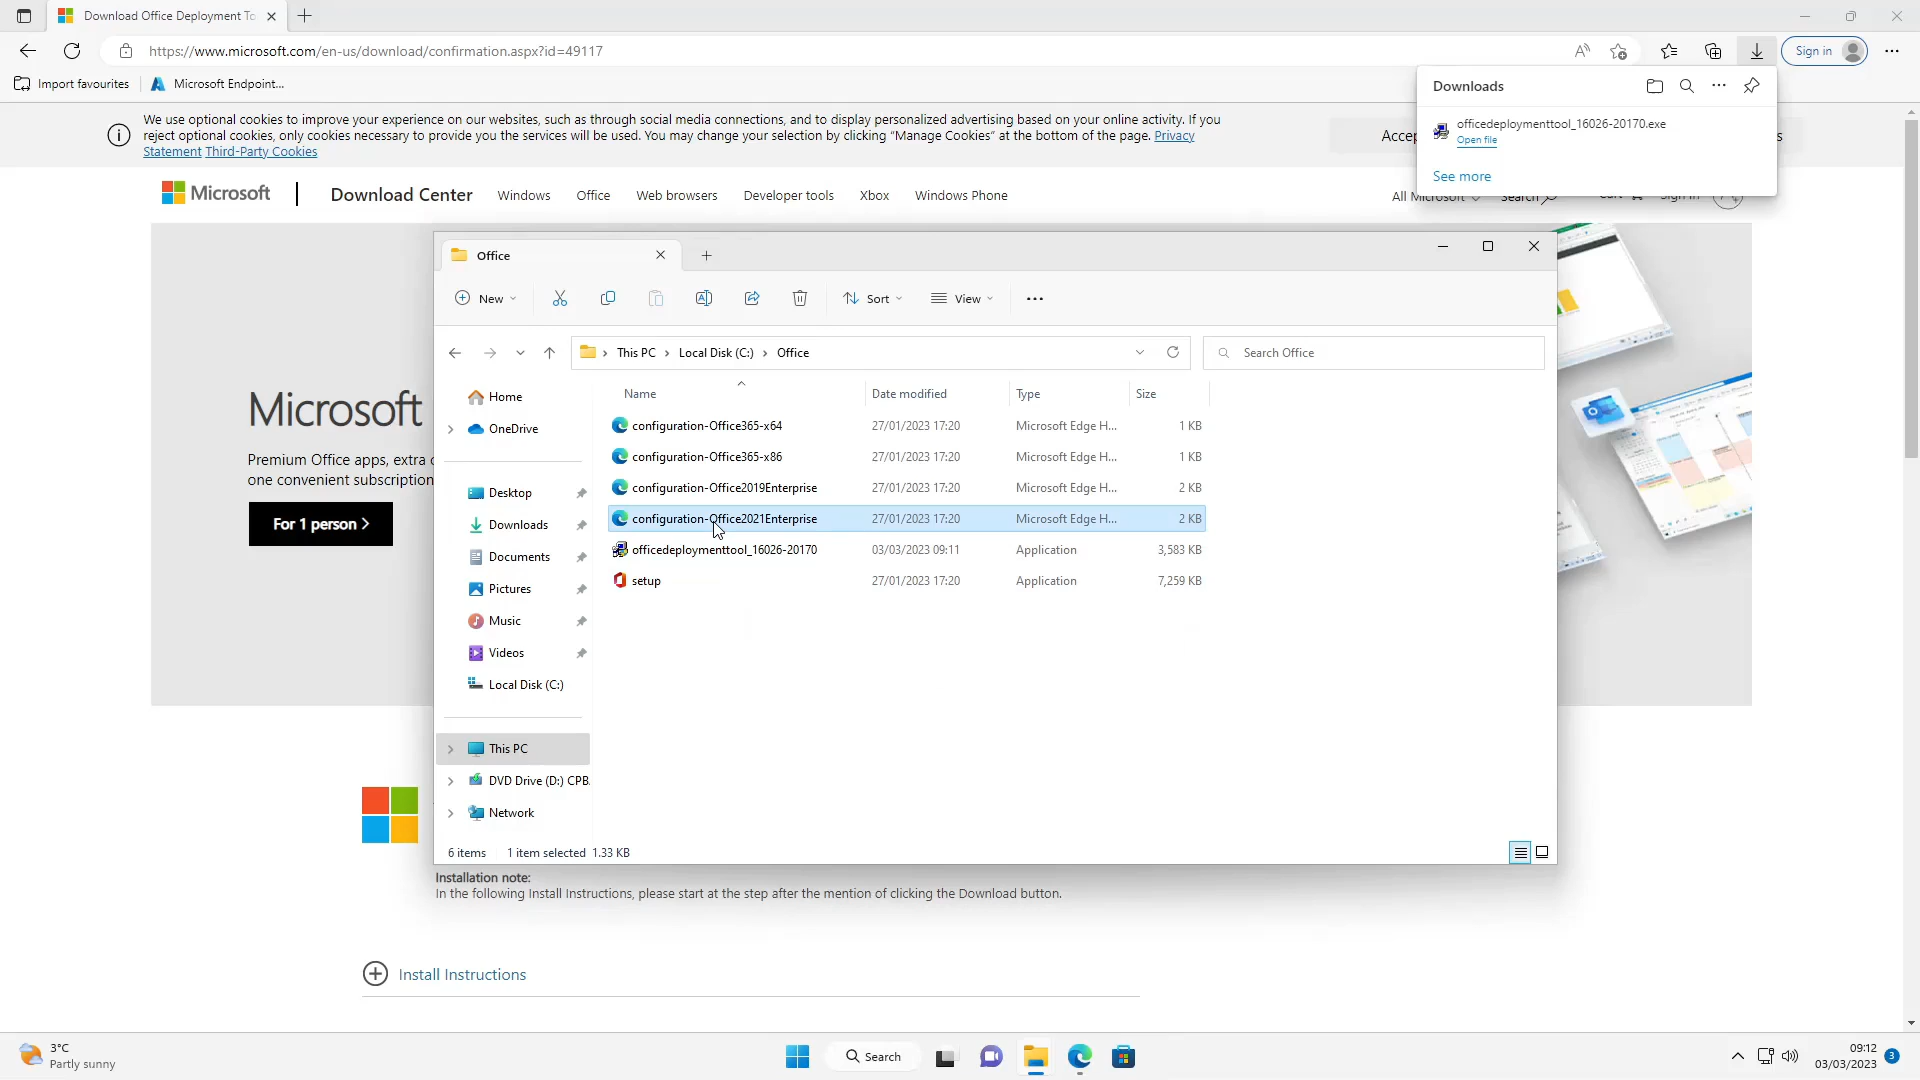 Download Office Deployment To
https://www.microsoft.com/en-us/download/confirmation.aspx?id=49117
Sign in
Import favourites
Microsoft Endpoint...
Downloads
officedeploymenttool_16026-20170.exe
Open file
See more
We use optional cookies to improve your experience on our websites, such as through social media connections, and to display personalized advertising based on your online activity. If you
reject optional cookies, only cookies necessary to provide you the services will be used. You may change your selection by clicking “Manage Cookies” at the bottom of the page. Privacy
Statement Third-Party Cookies
Microsoft
Download Center
Windows
Office
Web browsers
Developer tools
Xbox
Windows Phone
All Microsoft
Search
Sign in
Office
New
Sort
View
This PC
Local Disk (C:)
Office
Search Office
Name
Date modified
Type
Size
Home
OneDrive
Desktop
Downloads
Documents
Pictures
Music
Videos
Local Disk (C:)
This PC
DVD Drive (D:) CPB
Network
configuration-Office365-x64 27/01/2023 17:20 Microsoft Edge H... 1 KB
configuration-Office365-x86 27/01/2023 17:20 Microsoft Edge H... 1 KB
configuration-Office2019Enterprise 27/01/2023 17:20 Microsoft Edge H... 2 KB
configuration-Office2021Enterprise 27/01/2023 17:20 Microsoft Edge H... 2 KB
officedeploymenttool_16026-20170 03/03/2023 09:11 Application 3,583 KB
setup 27/01/2023 17:20 Application 7,259 KB
6 items
1 item selected 1.33 KB
Microsoft
Premium Office apps, extra
one convenient subscription
For 1 person
Installation note:
In the following Install Instructions, please start at the step after the mention of clicking the Download button.
Install Instructions
3°C
Partly sunny
Search
09:12
03/03/2023
3